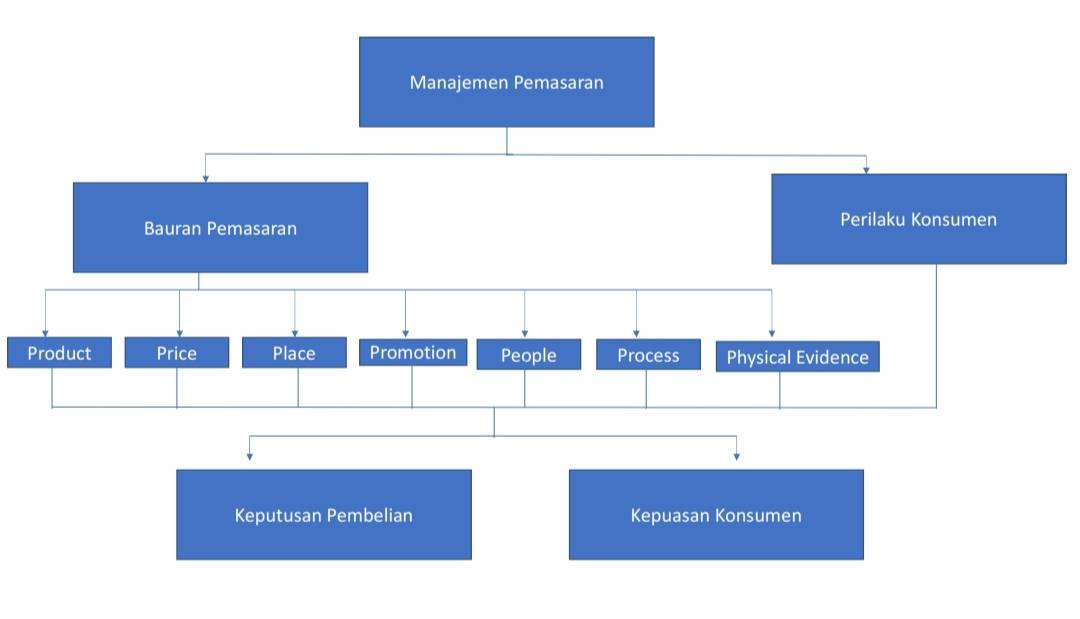 Manajemen Pemasaran
Bauran Pemasaran
Perilaku Konsumen
Product
Price
Place
Promotion
People
Process
Physical Evidence
Keputusan Pembelian
Kepuasan Konsumen